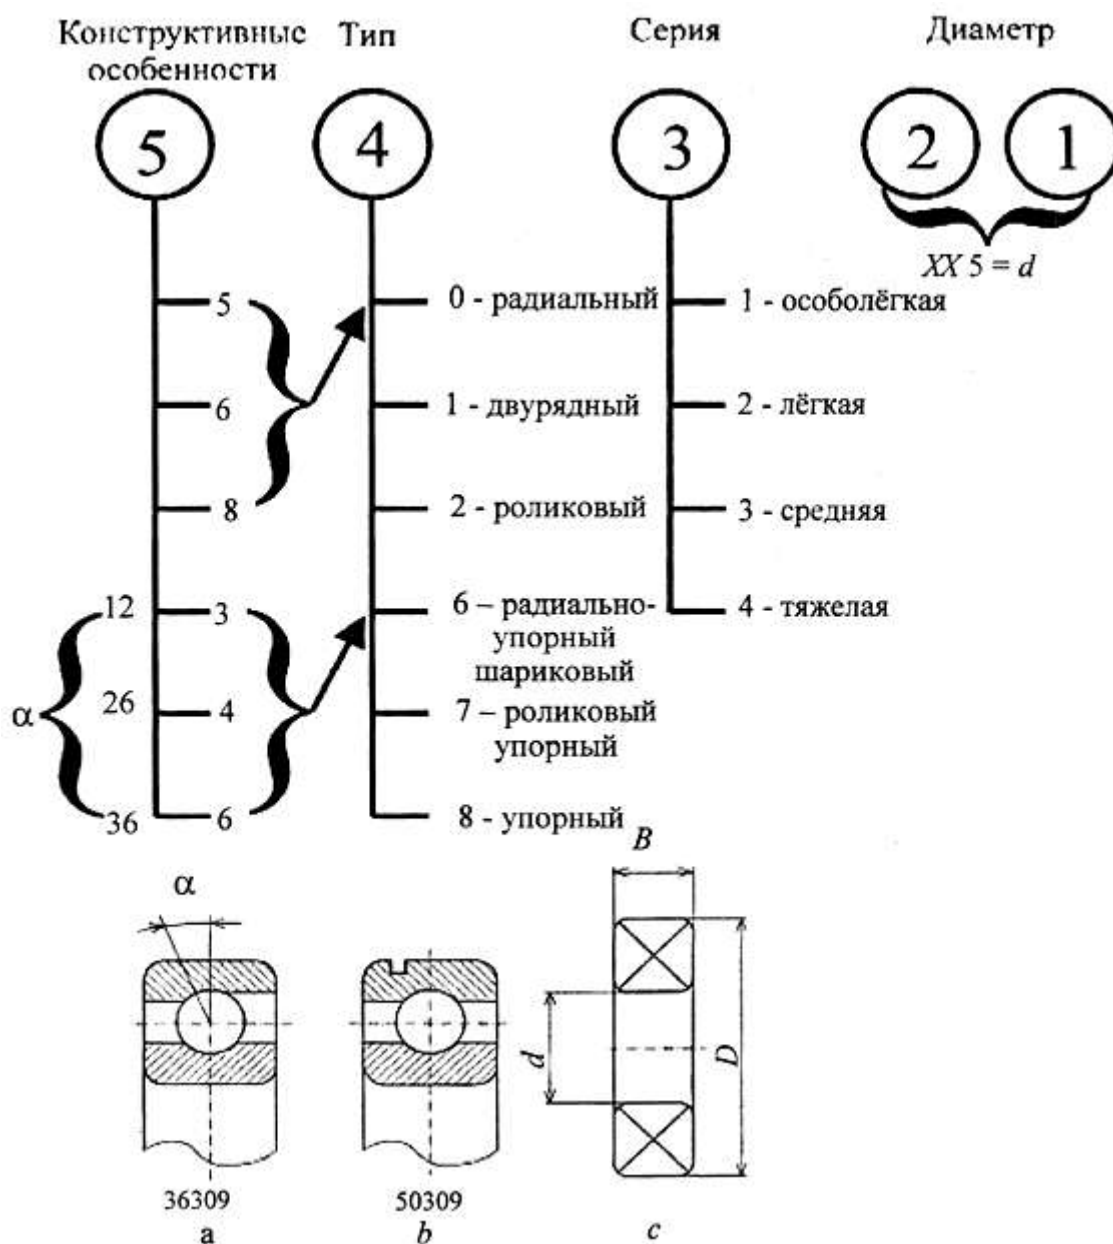 Конструктивные особенности
Тип
Серия
Диаметр
5
4
3
2
1
XX 5 = d
5
0 - радиальный
1 - особолёгкая
6
1 - двурядный
2 - лёгкая
8
2 - роликовый
3 - средняя
12
3
6 – радиально-
упорный
шариковый
4 - тяжелая
α
26
4
7 – роликовый
упорный
36
6
8 - упорный
B
α
d
D
36309
50309
a
b
c